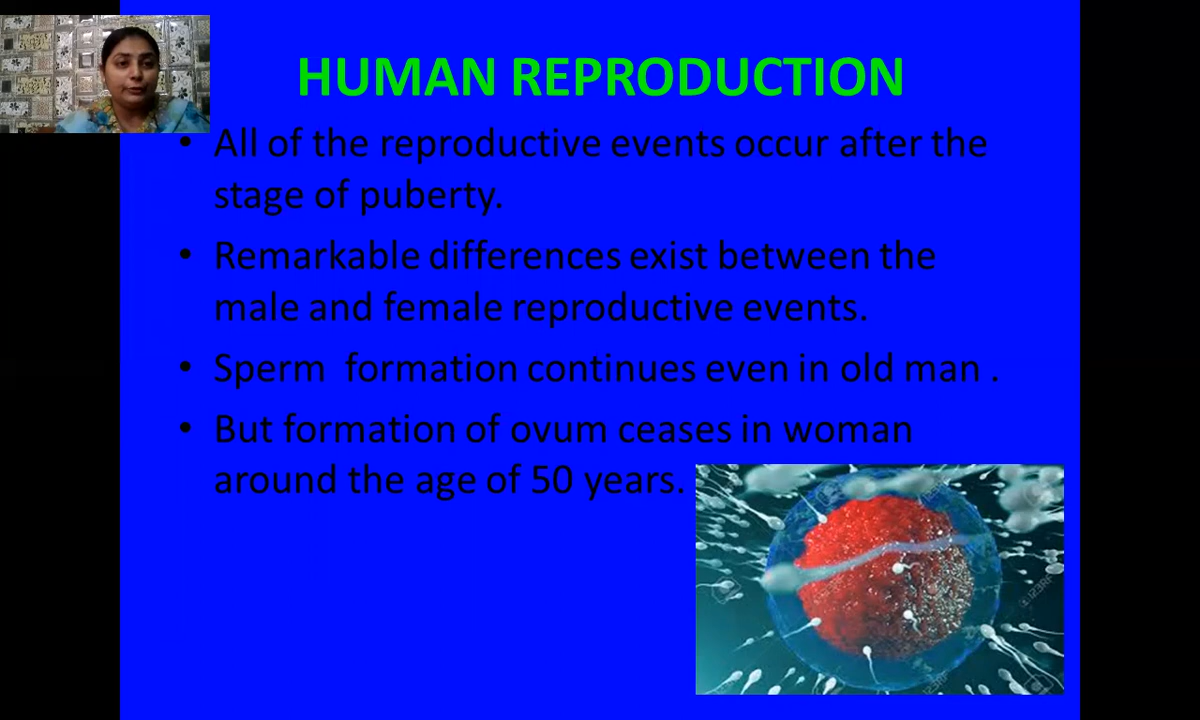 HUMAN REPRODUCTION
• All of the reproductive events occur after the
stage of puberty.
• Remarkable differences exist between the
male and female reproductive events.
• Sperm formation continues even in old man .
• But formation of ovum ceases in woman
around the age of 50 years.
123RF